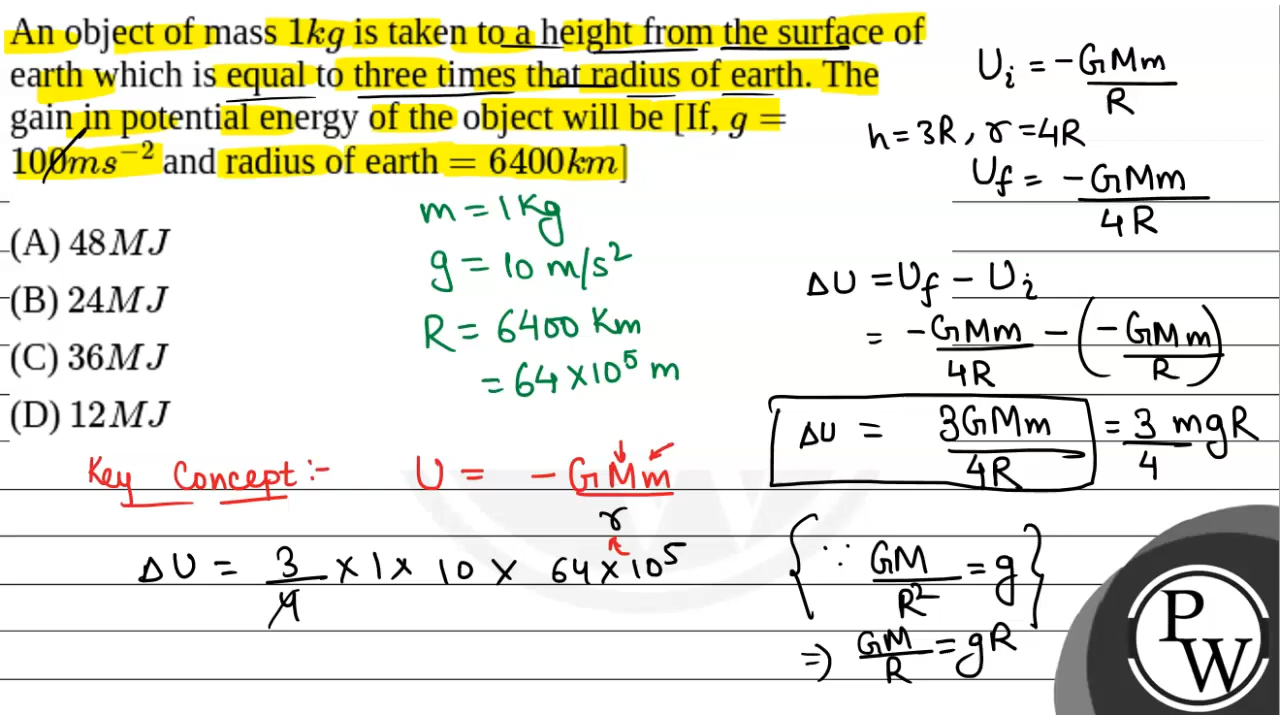 An object of mass 1kg is taken to a height from the surface of
earth which is equal to three times that radius of earth. The
gain in potential energy of the object will be [If, g =
100ms⁻² and radius of earth = 6400km]
(A) 48MJ
(B) 24MJ
(C) 36MJ
(D) 12MJ
m = 1Kg
g = 10 m/s²
R = 6400 Km
= 64×10⁵ m
Key Concept :- U = -GMm/r
ΔU = 3/4 × 1 × 10 × 64×10⁵
Uᵢ = -GMm/R
h=3R, r=4R
U_f = -GMm/4R
ΔU = U_f - Uᵢ
= -GMm/4R - (-GMm/R)
ΔU = 3GMm/4R = 3/4 mgR
{∵ GM/R² = g}
⇒ GM/R = gR
PW